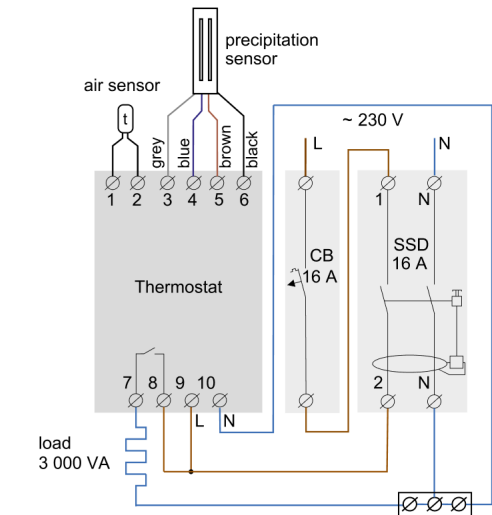 precipitation
sensor
air sensor
t
~ 230 V
grey
blue
brown
black
L
N
1 2 3 4 5 6
1 N
CB
16 A
SSD
16 A
Thermostat
7 8 9 10
2 N
L N
load
3 000 VA